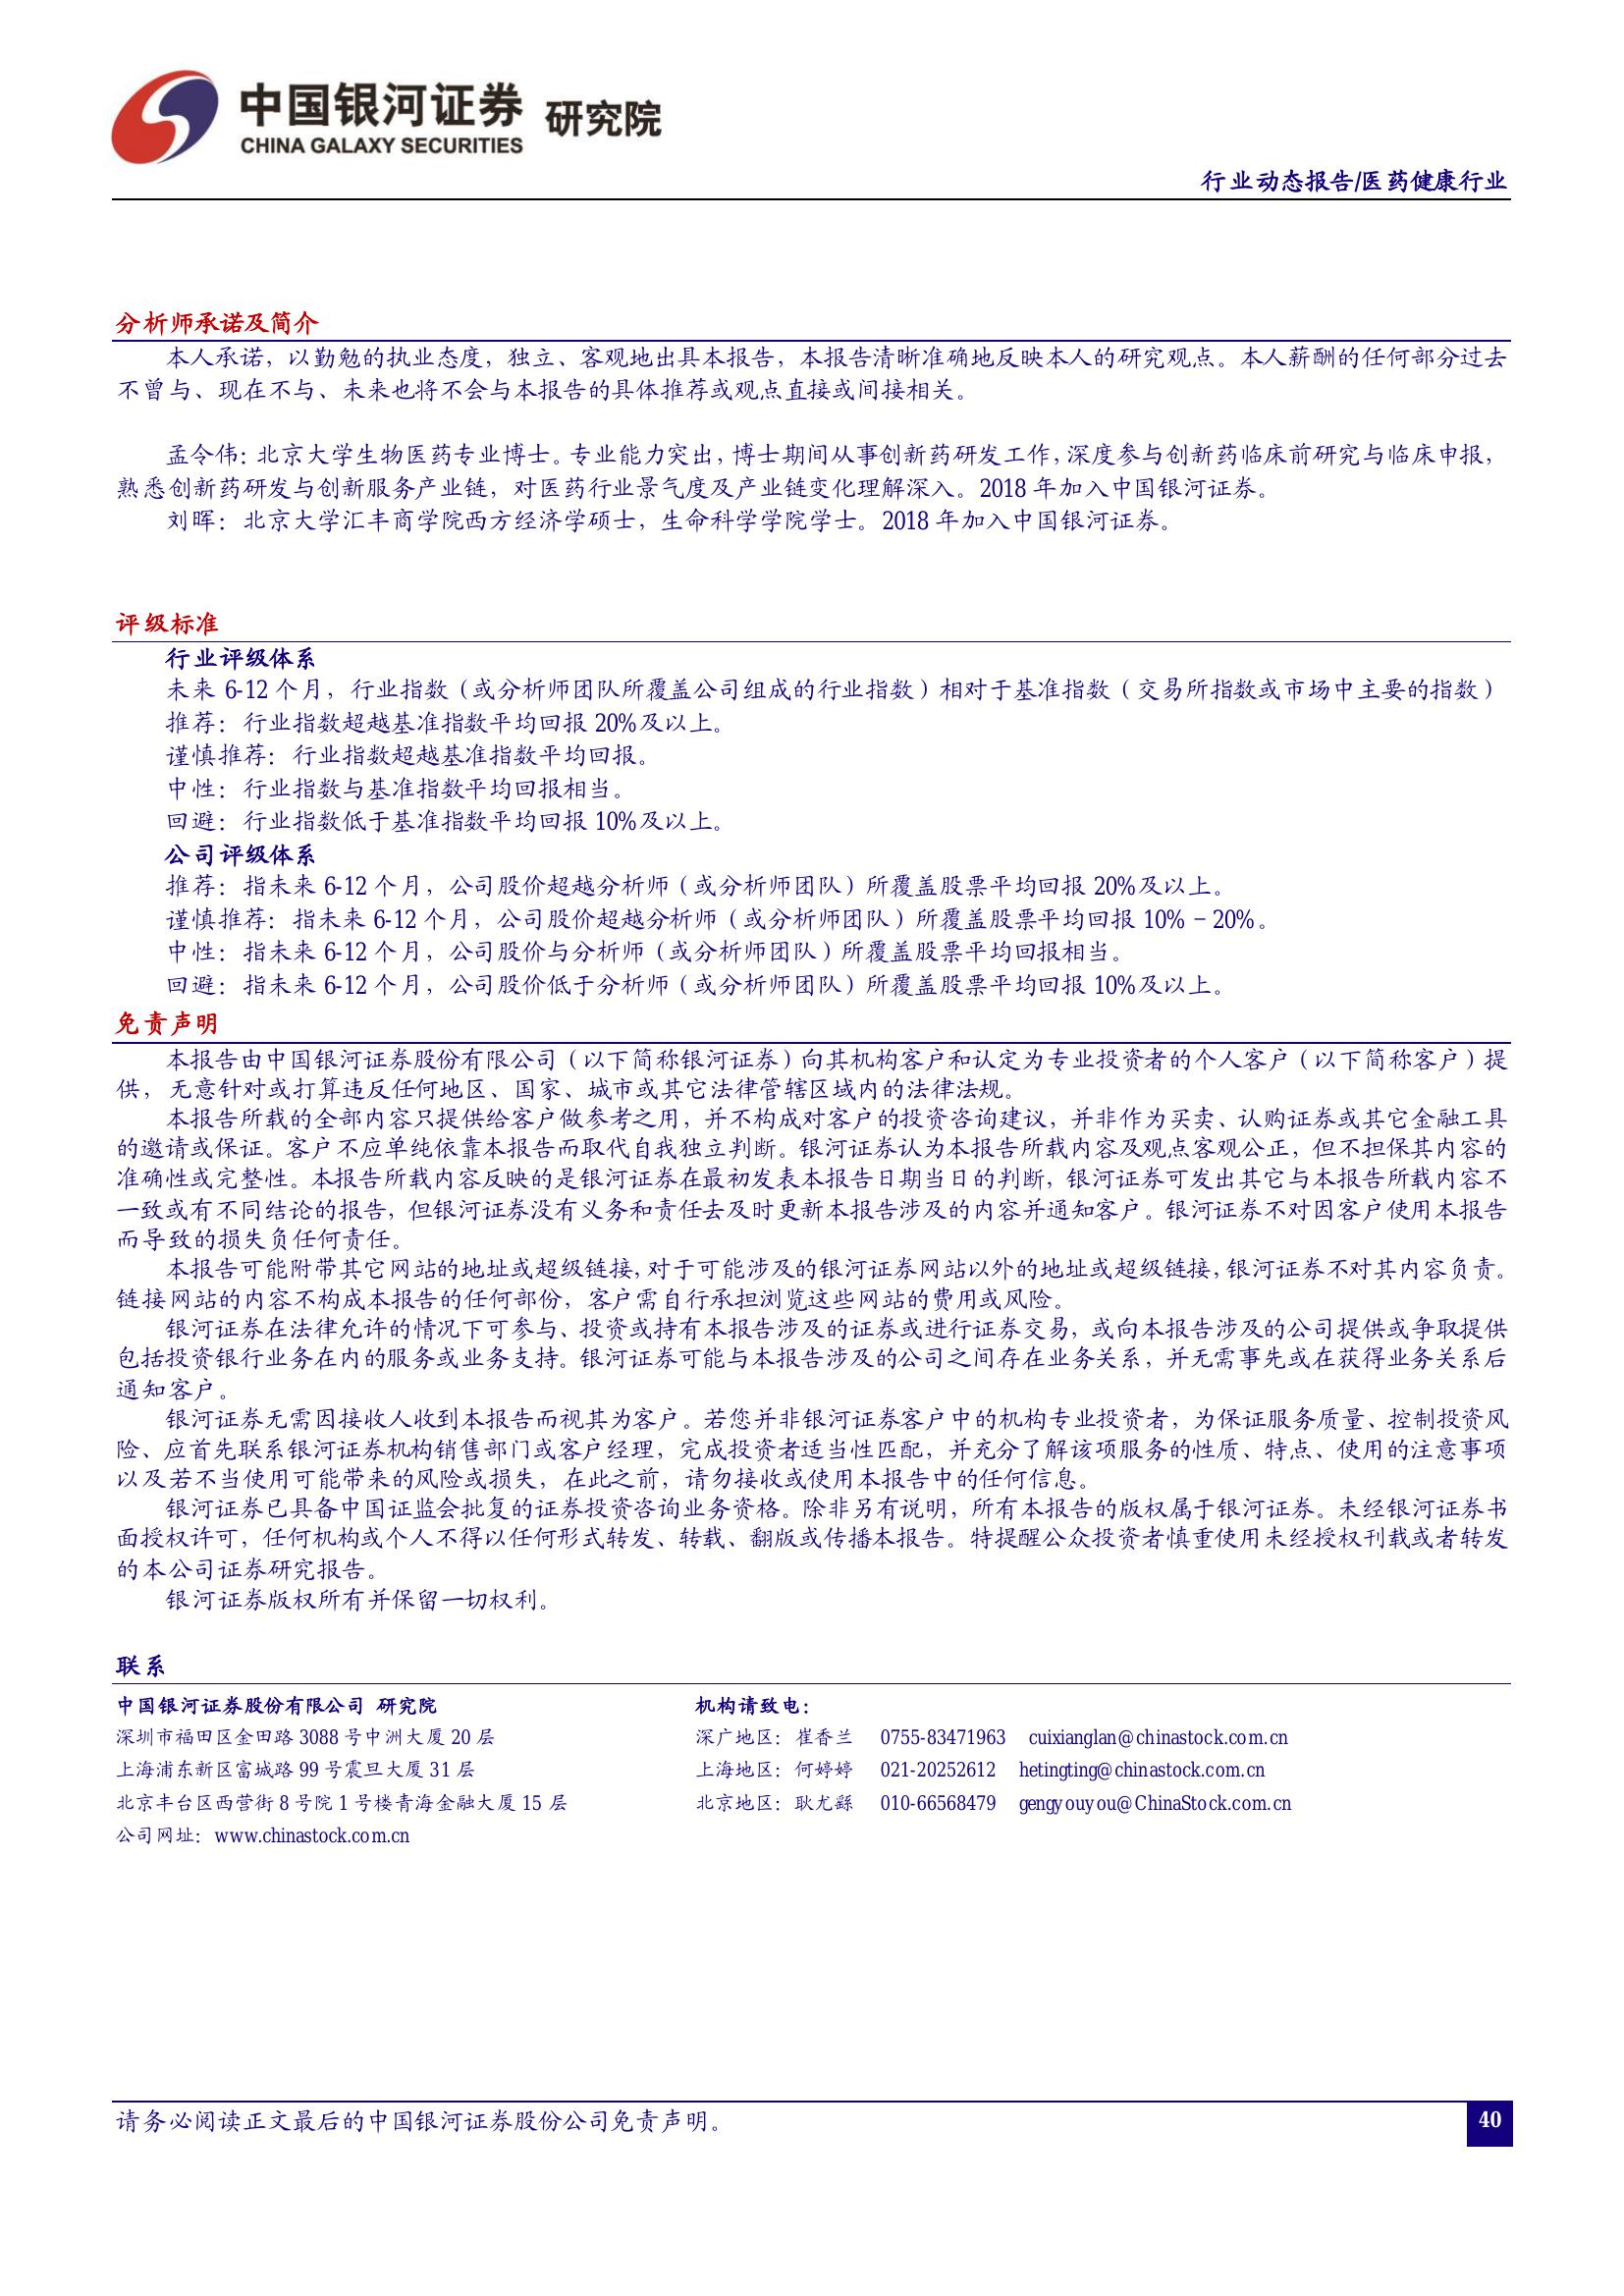 中国银河证券 研究院
CHINA GALAXY SECURITIES
行业动态报告/医药健康行业
分析师承诺及简介
本人承诺，以勤勉的执业态度，独立、客观地出具本报告，本报告清晰准确地反映本人的研究观点。本人薪酬的任何部分过去
不曾与、现在不与、未来也将不会与本报告的具体推荐或观点直接或间接相关。
孟令伟：北京大学生物医药专业博士。专业能力突出，博士期间从事创新药研发工作，深度参与创新药临床前研究与临床申报，
熟悉创新药研发与创新服务产业链，对医药行业景气度及产业链变化理解深入。2018 年加入中国银河证券。
刘晖：北京大学汇丰商学院西方经济学硕士，生命科学学院学士。2018 年加入中国银河证券。
评级标准
行业评级体系
未来 6-12 个月，行业指数（或分析师团队所覆盖公司组成的行业指数）相对于基准指数（交易所指数或市场中主要的指数）
推荐：行业指数超越基准指数平均回报 20%及以上。
谨慎推荐：行业指数超越基准指数平均回报。
中性：行业指数与基准指数平均回报相当。
回避：行业指数低于基准指数平均回报 10%及以上。
公司评级体系
推荐：指未来 6-12 个月，公司股价超越分析师（或分析师团队）所覆盖股票平均回报 20%及以上。
谨慎推荐：指未来 6-12 个月，公司股价超越分析师（或分析师团队）所覆盖股票平均回报 10%－20%。
中性：指未来 6-12 个月，公司股价与分析师（或分析师团队）所覆盖股票平均回报相当。
回避：指未来 6-12 个月，公司股价低于分析师（或分析师团队）所覆盖股票平均回报 10%及以上。
免责声明
本报告由中国银河证券股份有限公司（以下简称银河证券）向其机构客户和认定为专业投资者的个人客户（以下简称客户）提
供，无意针对或打算违反任何地区、国家、城市或其它法律管辖区域内的法律法规。
本报告所载的全部内容只提供给客户做参考之用，并不构成对客户的投资咨询建议，并非作为买卖、认购证券或其它金融工具
的邀请或保证。客户不应单纯依靠本报告而取代自我独立判断。银河证券认为本报告所载内容及观点客观公正，但不担保其内容的
准确性或完整性。本报告所载内容反映的是银河证券在最初发表本报告日期当日的判断，银河证券可发出其它与本报告所载内容不
一致或有不同结论的报告，但银河证券没有义务和责任去及时更新本报告涉及的内容并通知客户。银河证券不对因客户使用本报告
而导致的损失负任何责任。
本报告可能附带其它网站的地址或超级链接，对于可能涉及的银河证券网站以外的地址或超级链接，银河证券不对其内容负责。
链接网站的内容不构成本报告的任何部份，客户需自行承担浏览这些网站的费用或风险。
银河证券在法律允许的情况下可参与、投资或持有本报告涉及的证券或进行证券交易，或向本报告涉及的公司提供或争取提供
包括投资银行业务在内的服务或业务支持。银河证券可能与本报告涉及的公司之间存在业务关系，并无需事先或在获得业务关系后
通知客户。
银河证券无需因接收人收到本报告而视其为客户。若您并非银河证券客户中的机构专业投资者，为保证服务质量、控制投资风
险、应首先联系银河证券机构销售部门或客户经理，完成投资者适当性匹配，并充分了解该项服务的性质、特点、使用的注意事项
以及若不当使用可能带来的风险或损失，在此之前，请勿接收或使用本报告中的任何信息。
银河证券已具备中国证监会批复的证券投资咨询业务资格。除非另有说明，所有本报告的版权属于银河证券。未经银河证券书
面授权许可，任何机构或个人不得以任何形式转发、转载、翻版或传播本报告。特提醒公众投资者慎重使用未经授权刊载或者转发
的本公司证券研究报告。
银河证券版权所有并保留一切权利。
联系
中国银河证券股份有限公司 研究院 机构请致电：
深圳市福田区金田路 3088 号中洲大厦 20 层 深广地区：崔香兰 0755-83471963 cuixianglan@chinastock.com.cn
上海浦东新区富城路 99 号震旦大厦 31 层 上海地区：何婷婷 021-20252612 hetingting@chinastock.com.cn
北京丰台区西营街 8 号院 1 号楼青海金融大厦 15 层 北京地区：耿尤繇 010-66568479 gengyouyou@ChinaStock.com.cn
公司网址：www.chinastock.com.cn
请务必阅读正文最后的中国银河证券股份公司免责声明。
40